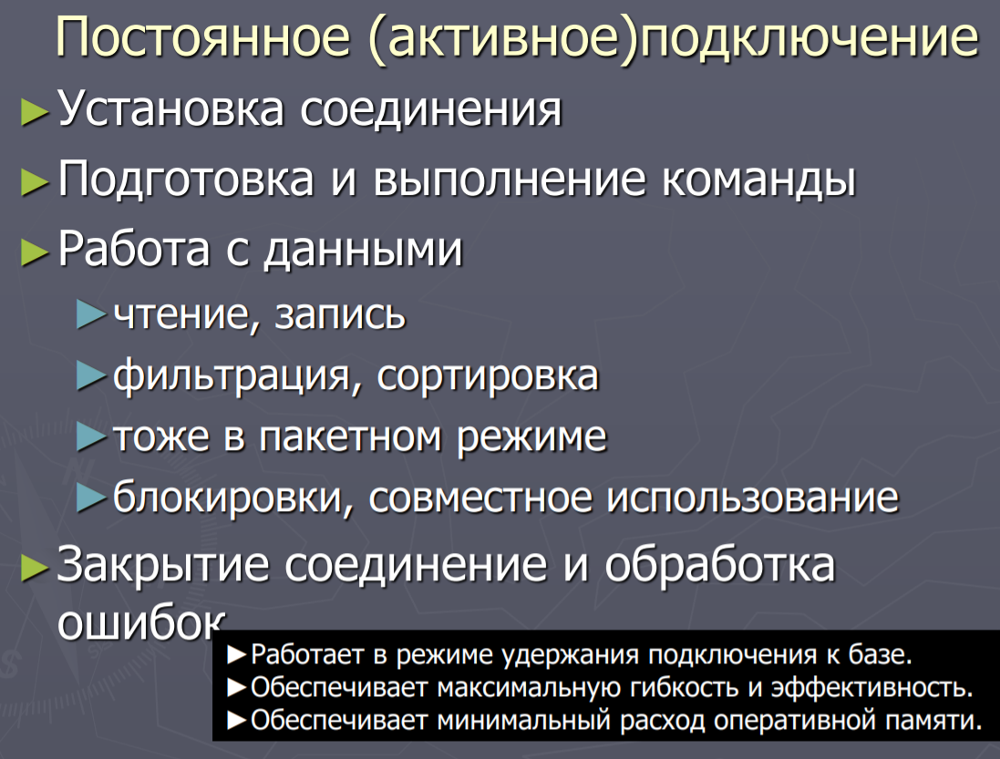 Постоянное (активное)подключение
►Установка соединения
►Подготовка и выполнение команды
►Работа с данными
►чтение, запись
►фильтрация, сортировка
►тоже в пакетном режиме
►блокировки, совместное использование
►Закрытие соединение и обработка
ошибок
►Работает в режиме удержания подключения к базе.
►Обеспечивает максимальную гибкость и эффективность.
►Обеспечивает минимальный расход оперативной памяти.
N
S